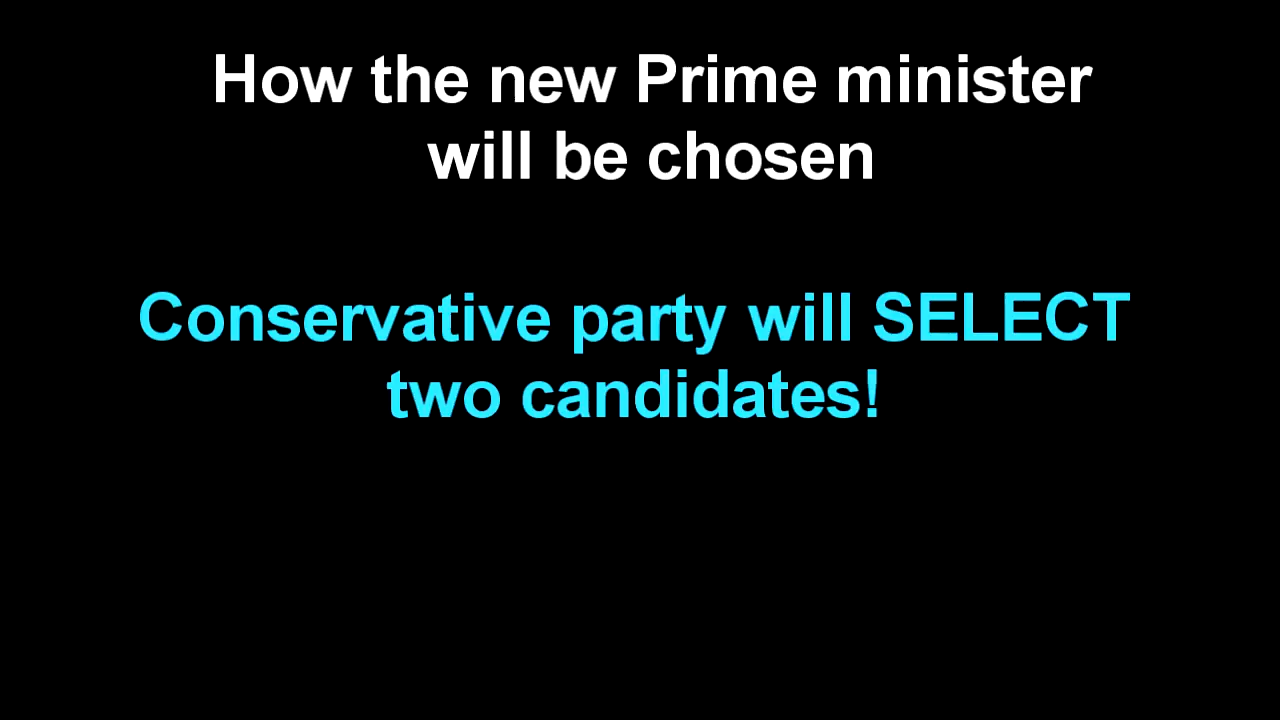 How the new Prime minister
will be chosen
Conservative party will SELECT
two candidates!